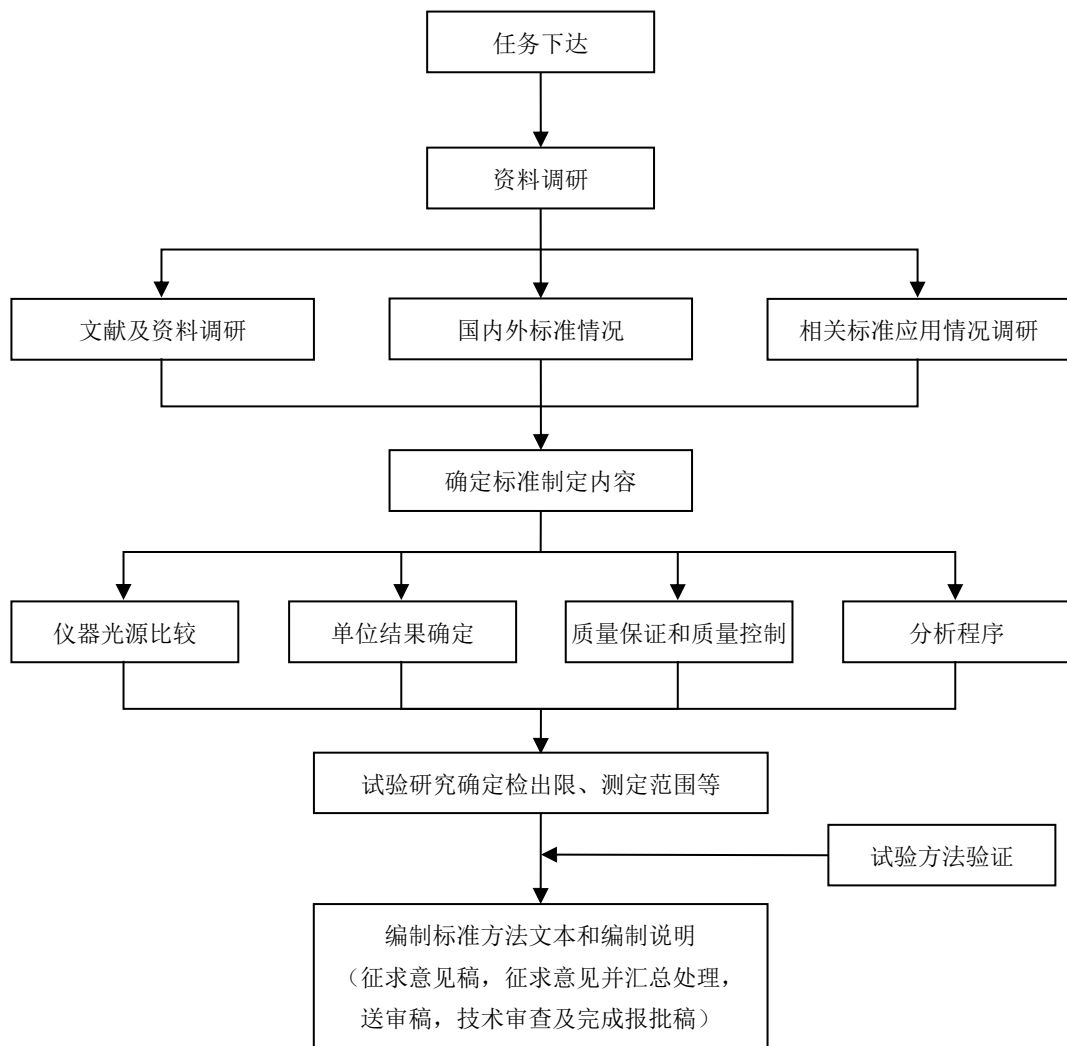 任务下达
资料调研
文献及资料调研
国内外标准情况
相关标准应用情况调研
确定标准制定内容
仪器光源比较
单位结果确定
质量保证和质量控制
分析程序
试验研究确定检出限、测定范围等
试验方法验证
编制标准方法文本和编制说明
（征求意见稿，征求意见并汇总处理，
送审稿，技术审查及完成报批稿）